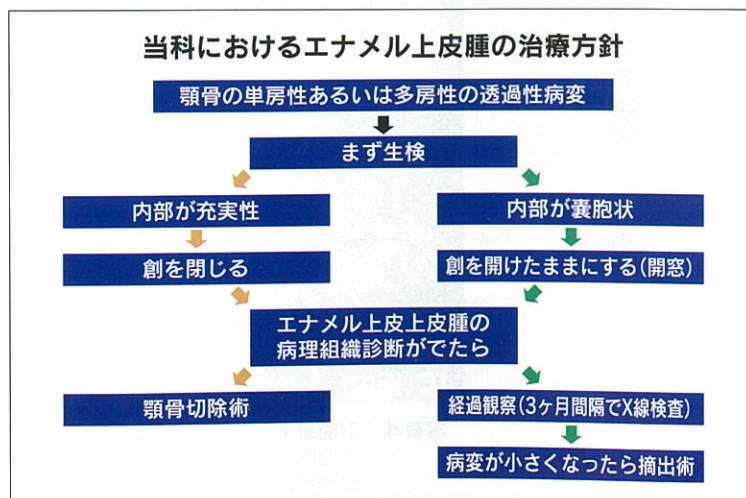 当科におけるエナメル上皮腫の治療方針
顎骨の単房性あるいは多房性の透過性病変
まず生検
内部が充実性
内部が嚢胞状
創を閉じる
創を開けたままにする(開窓)
エナメル上皮上皮腫の
病理組織診断がでたら
顎骨切除術
経過観察(3ヶ月間隔でX線検査)
病変が小さくなったら摘出術